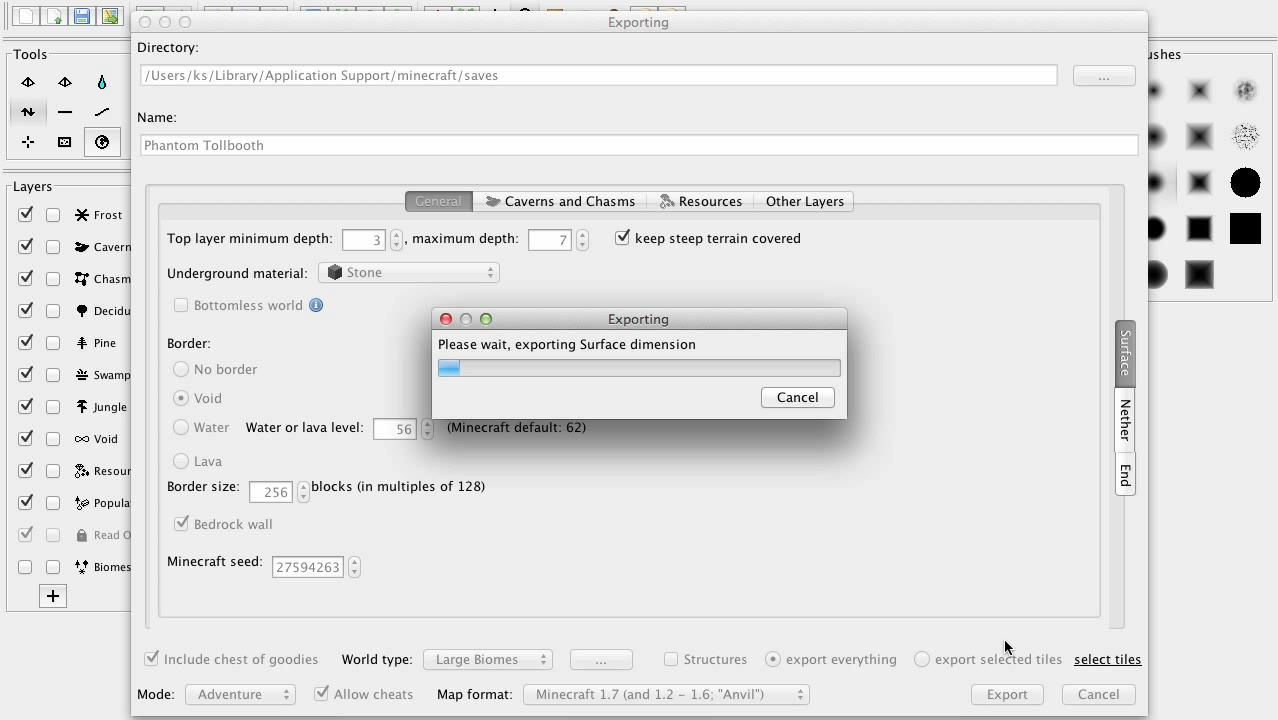 Exporting
Directory:
/Users/ks/Library/Application Support/minecraft/saves
...
Name:
Phantom Tollbooth
Tools
Layers
Frost
Cavern
Chasm
Decidu
Pine
Swamp
Jungle
Void
Resour
Popula
Read O
Biomes
ushes
General
Caverns and Chasms
Resources
Other Layers
Top layer minimum depth: 3 , maximum depth: 7 keep steep terrain covered
Underground material: Stone
Bottomless world
Border:
No border
Void
Water Water or lava level: 56 (Minecraft default: 62)
Lava
Border size: 256 blocks (in multiples of 128)
Bedrock wall
Minecraft seed: 27594263
Exporting
Please wait, exporting Surface dimension
Cancel
Surface
Nether
End
Include chest of goodies World type: Large Biomes ... Structures export everything export selected tiles select tiles
Mode: Adventure Allow cheats Map format: Minecraft 1.7 (and 1.2 - 1.6; "Anvil") Export Cancel